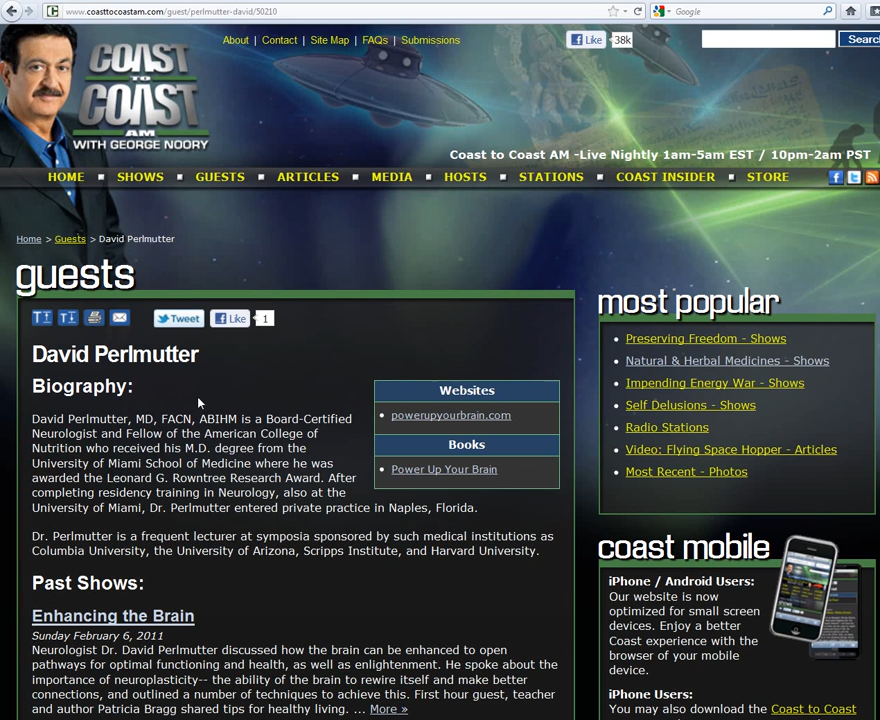 www.coasttocoastam.com/guest/perlmutter-david/50210
Google
About | Contact | Site Map | FAQs | Submissions
Like 38k
Search
COAST
TO
COAST
AM
WITH GEORGE NOORY
Coast to Coast AM -Live Nightly 1am-5am EST / 10pm-2am PST
HOME SHOWS GUESTS ARTICLES MEDIA HOSTS STATIONS COAST INSIDER STORE
Home > Guests > David Perlmutter
guests
Tweet Like 1
David Perlmutter
Biography:
David Perlmutter, MD, FACN, ABIHM is a Board-Certified
Neurologist and Fellow of the American College of
Nutrition who received his M.D. degree from the
University of Miami School of Medicine where he was
awarded the Leonard G. Rowntree Research Award. After
completing residency training in Neurology, also at the
University of Miami, Dr. Perlmutter entered private practice in Naples, Florida.
Websites
powerupyourbrain.com
Books
Power Up Your Brain
Dr. Perlmutter is a frequent lecturer at symposia sponsored by such medical institutions as
Columbia University, the University of Arizona, Scripps Institute, and Harvard University.
Past Shows:
Enhancing the Brain
Sunday February 6, 2011
Neurologist Dr. David Perlmutter discussed how the brain can be enhanced to open
pathways for optimal functioning and health, as well as enlightenment. He spoke about the
importance of neuroplasticity-- the ability of the brain to rewire itself and make better
connections, and outlined a number of techniques to achieve this. First hour guest, teacher
and author Patricia Bragg shared tips for healthy living. ... More »
most popular
Preserving Freedom - Shows
Natural & Herbal Medicines - Shows
Impending Energy War - Shows
Self Delusions - Shows
Radio Stations
Video: Flying Space Hopper - Articles
Most Recent - Photos
coast mobile
iPhone / Android Users:
Our website is now
optimized for small screen
devices. Enjoy a better
Coast experience with the
browser of your mobile
device.
iPhone Users:
You may also download the Coast to Coast